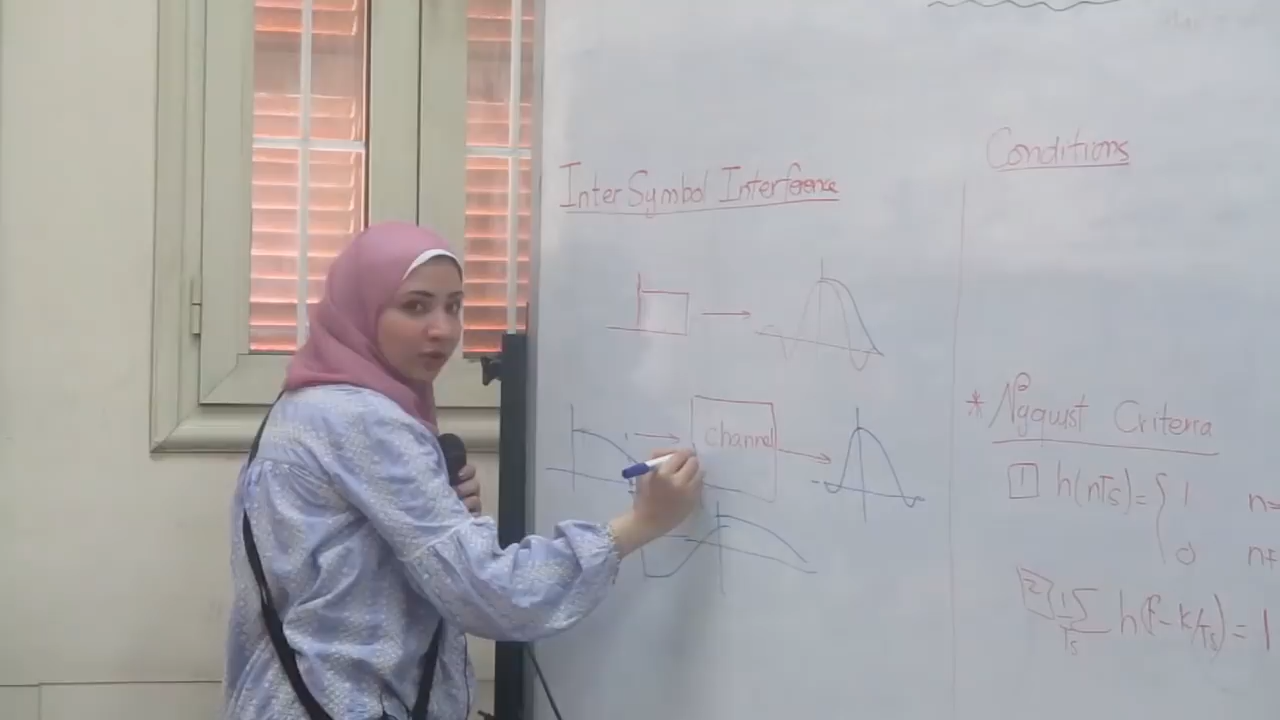 Inter Symbol Interference
channel
Conditions
* Nyquist Criteria
1 h(nTs)= { 1 n=
0 n≠
2 1/Ts Σ h(f - K/Ts) = 1